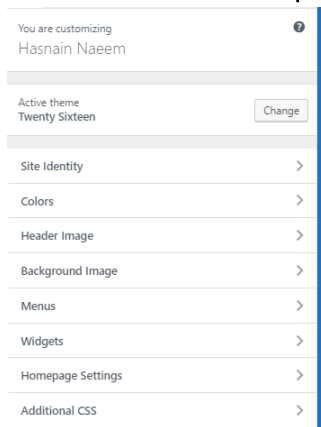 You are customizing
Hasnain Naeem
Active theme
Twenty Sixteen
Change
Site Identity
Colors
Header Image
Background Image
Menus
Widgets
Homepage Settings
Additional CSS